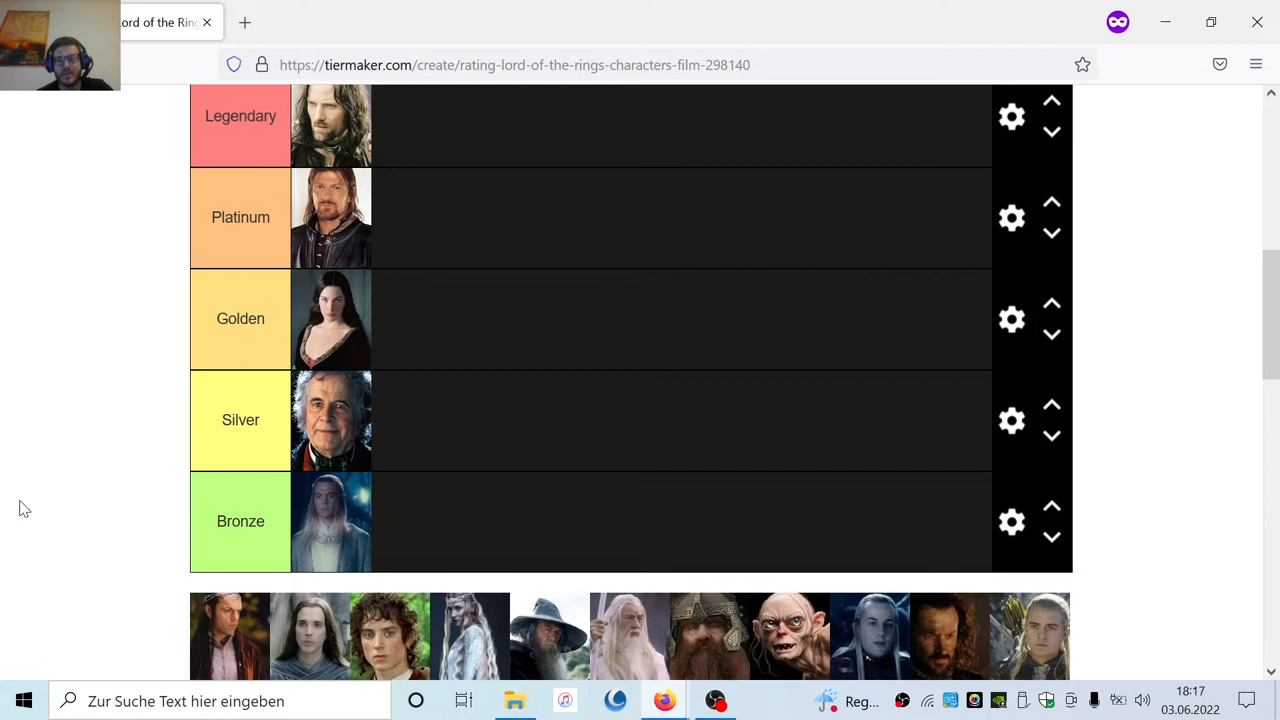 ord of the Rin
https://tiermaker.com/create/rating-lord-of-the-rings-characters-film-298140
Legendary
Platinum
Golden
Silver
Bronze
Zur Suche Text hier eingeben
Reg...
18:17
03.06.2022